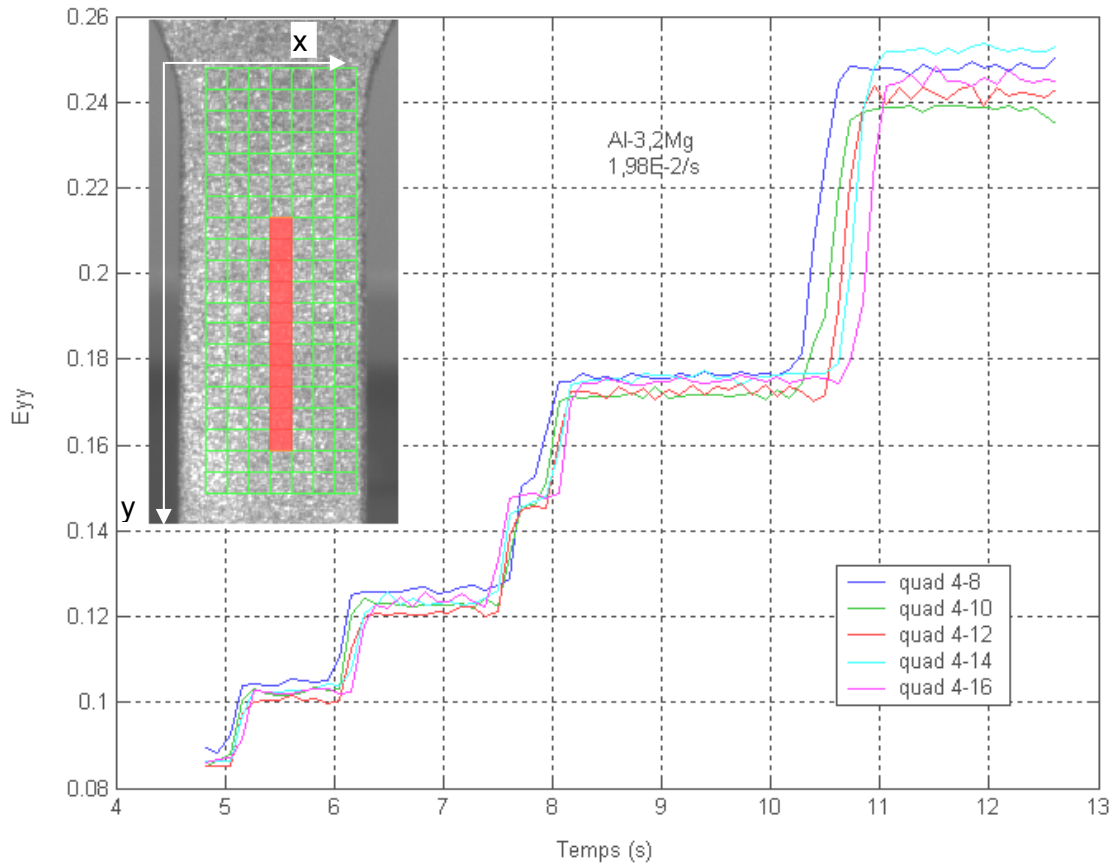 0.26
0.24
0.22
0.2
0.18
0.16
0.14
0.12
0.1
0.08
Eyy
x
y
Al-3,2Mg
1,98E-2/s
quad 4-8
quad 4-10
quad 4-12
quad 4-14
quad 4-16
4 5 6 7 8 9 10 11 12 13
Temps (s)